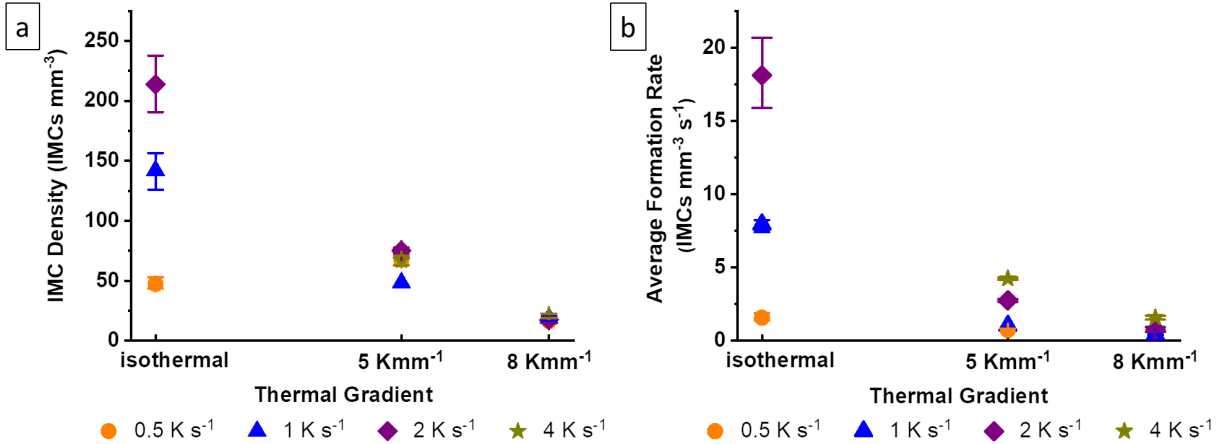 a
IMC Density (IMCs mm⁻³)
250
200
150
100
50
0
isothermal 5 Kmm⁻¹ 8 Kmm⁻¹
Thermal Gradient
0.5 K s⁻¹ 1 K s⁻¹ 2 K s⁻¹ 4 K s⁻¹
b
Average Formation Rate
(IMCs mm⁻³ s⁻¹)
20
15
10
5
0
isothermal 5 Kmm⁻¹ 8 Kmm⁻¹
Thermal Gradient
0.5 K s⁻¹ 1 K s⁻¹ 2 K s⁻¹ 4 K s⁻¹